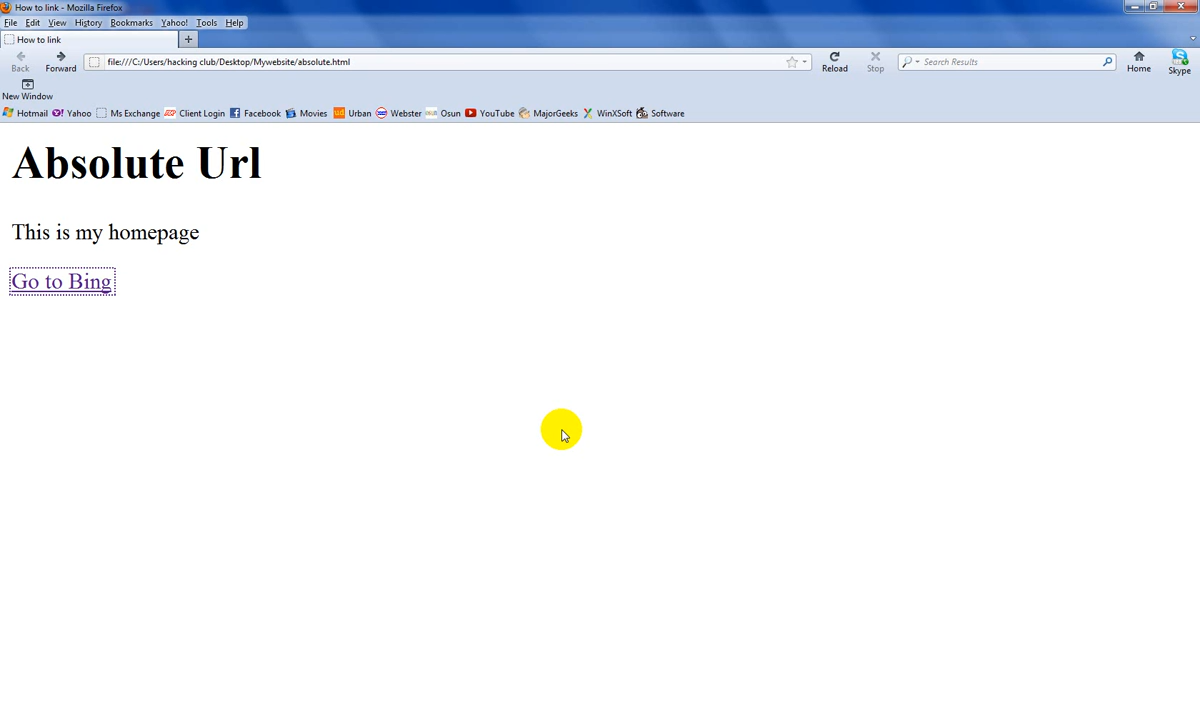 How to link - Mozilla Firefox
File Edit View History Bookmarks Yahoo! Tools Help
How to link
Back Forward file:///C:/Users/hacking club/Desktop/Mywebsite/absolute.html Reload Stop Search Results Home Skype
New Window
Hotmail Yahoo Ms Exchange Client Login Facebook Movies Urban Webster Osun YouTube MajorGeeks WinXSoft Software
Absolute Url
This is my homepage
Go to Bing